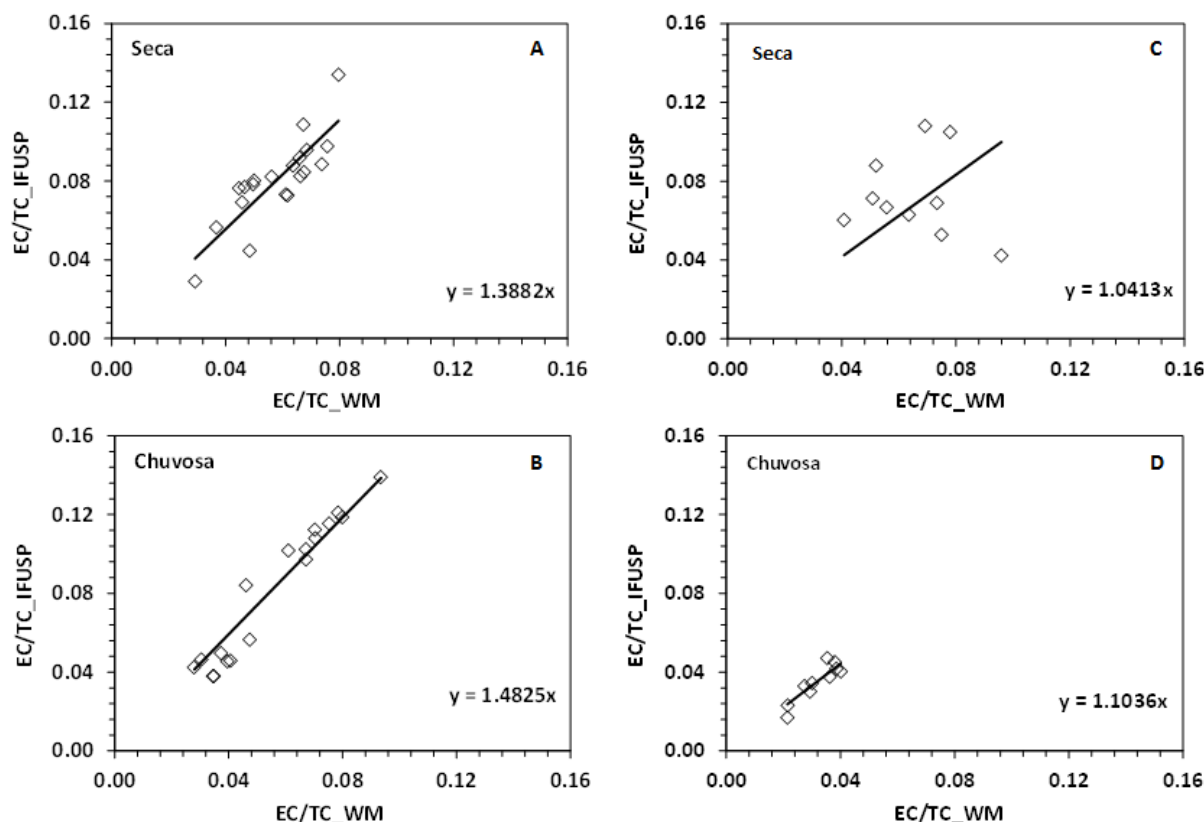 0.16
Seca
A
0.12
EC/TC_IFUSP
0.08
0.04
y = 1.3882x
0.00
0.00 0.04 0.08 0.12 0.16
EC/TC_WM
0.16
Seca
C
0.12
EC/TC_IFUSP
0.08
0.04
y = 1.0413x
0.00
0.00 0.04 0.08 0.12 0.16
EC/TC_WM
0.16
Chuvosa
B
0.12
EC/TC_IFUSP
0.08
0.04
y = 1.4825x
0.00
0.00 0.04 0.08 0.12 0.16
EC/TC_WM
0.16
Chuvosa
D
0.12
EC/TC_IFUSP
0.08
0.04
y = 1.1036x
0.00
0.00 0.04 0.08 0.12 0.16
EC/TC_WM